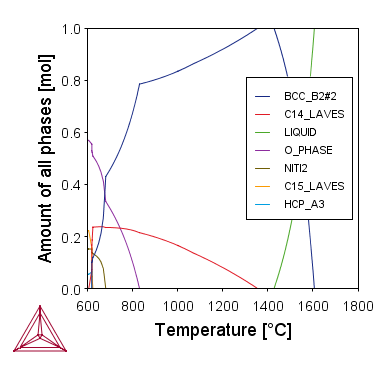 Amount of all phases [mol]
1.0
0.8
0.6
0.4
0.2
0.0
BCC_B2#2
C14_LAVES
LIQUID
O_PHASE
NITI2
C15_LAVES
HCP_A3
600 800 1000 1200 1400 1600 1800
Temperature [°C]